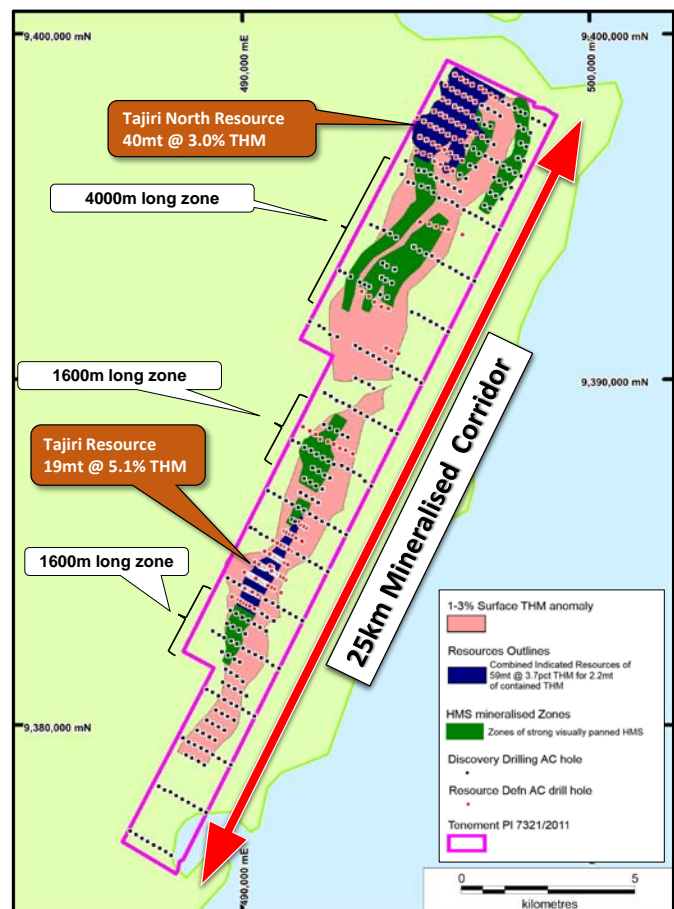 9,400,000 mN
490,000 mE
9,400,000 mN
500,000 mE
Tajiri North Resource
40mt @ 3.0% THM
4000m long zone
9,390,000 mN
1600m long zone
Tajiri Resource
19mt @ 5.1% THM
1600m long zone
25km Mineralised Corridor
9,380,000 mN
490,000 mE
1-3% Surface THM anomaly
Resources Outlines
Combined Indicated Resources of
59mt @ 3.7pct THM for 2.2mt
of contained THM
HMS mineralised Zones
Zones of strong visually panned HMS
Discovery Drilling AC hole
Resource Defn AC drill hole
Tenement PI 7321/2011
0 5
kilometres